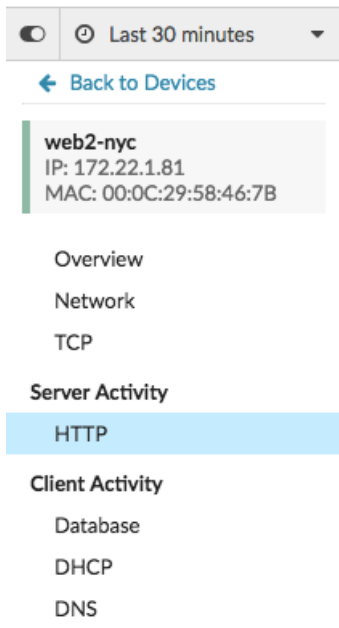 Last 30 minutes
Back to Devices
web2-nyc
IP: 172.22.1.81
MAC: 00:0C:29:58:46:7B
Overview
Network
TCP
Server Activity
HTTP
Client Activity
Database
DHCP
DNS